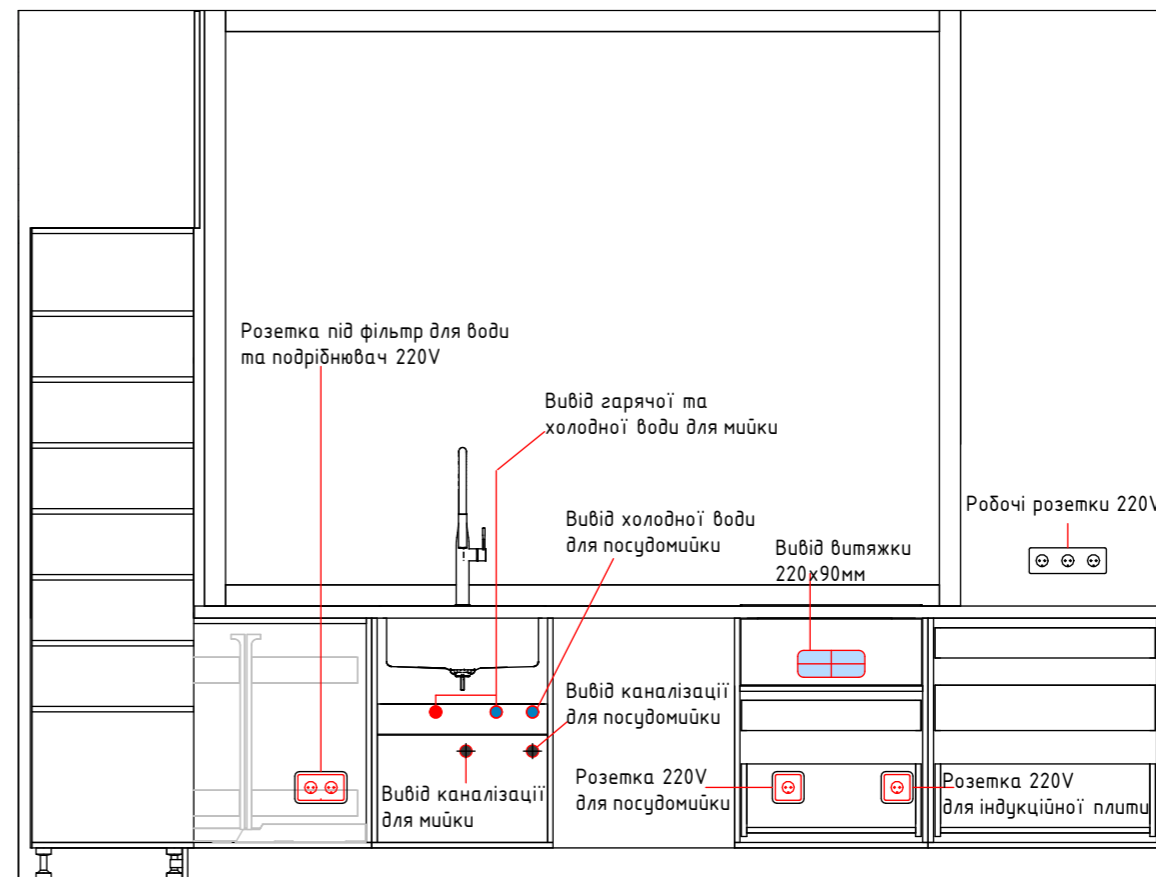 Розетка під фільтр для води
та подрібнювач 220V
Вивід гарячої та
холодної води для мийки
Вивід холодної води
для посудомийки
Вивід витяжки
220х90мм
Робочі розетки 220V
Вивід каналізації
для посудомийки
Розетка 220V
для посудомийки
Вивід каналізації
для мийки
Розетка 220V
для індукційної плити